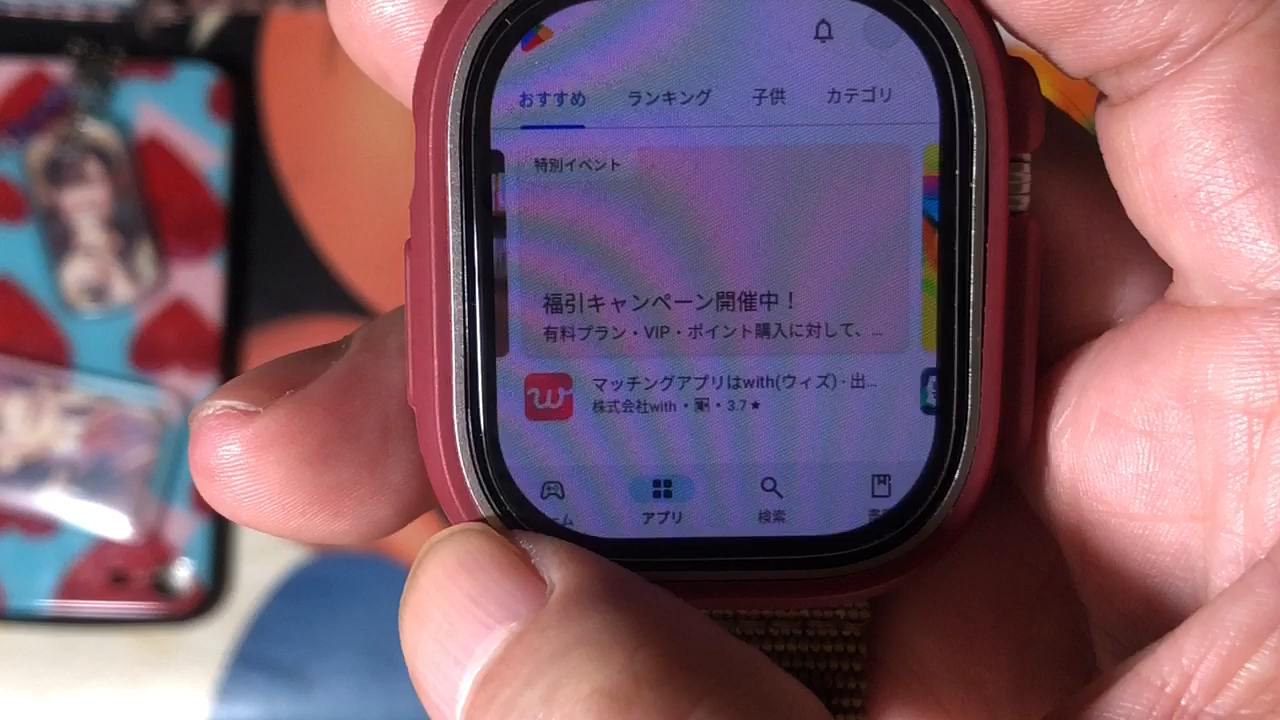 おすすめ ランキング 子供 カテゴリ
特別イベント
福引キャンペーン開催中！
有料プラン・VIP・ポイント購入に対して、...
w マッチングアプリはwith(ウィズ) - 出...
株式会社with・・3.7★
アプリ 検索